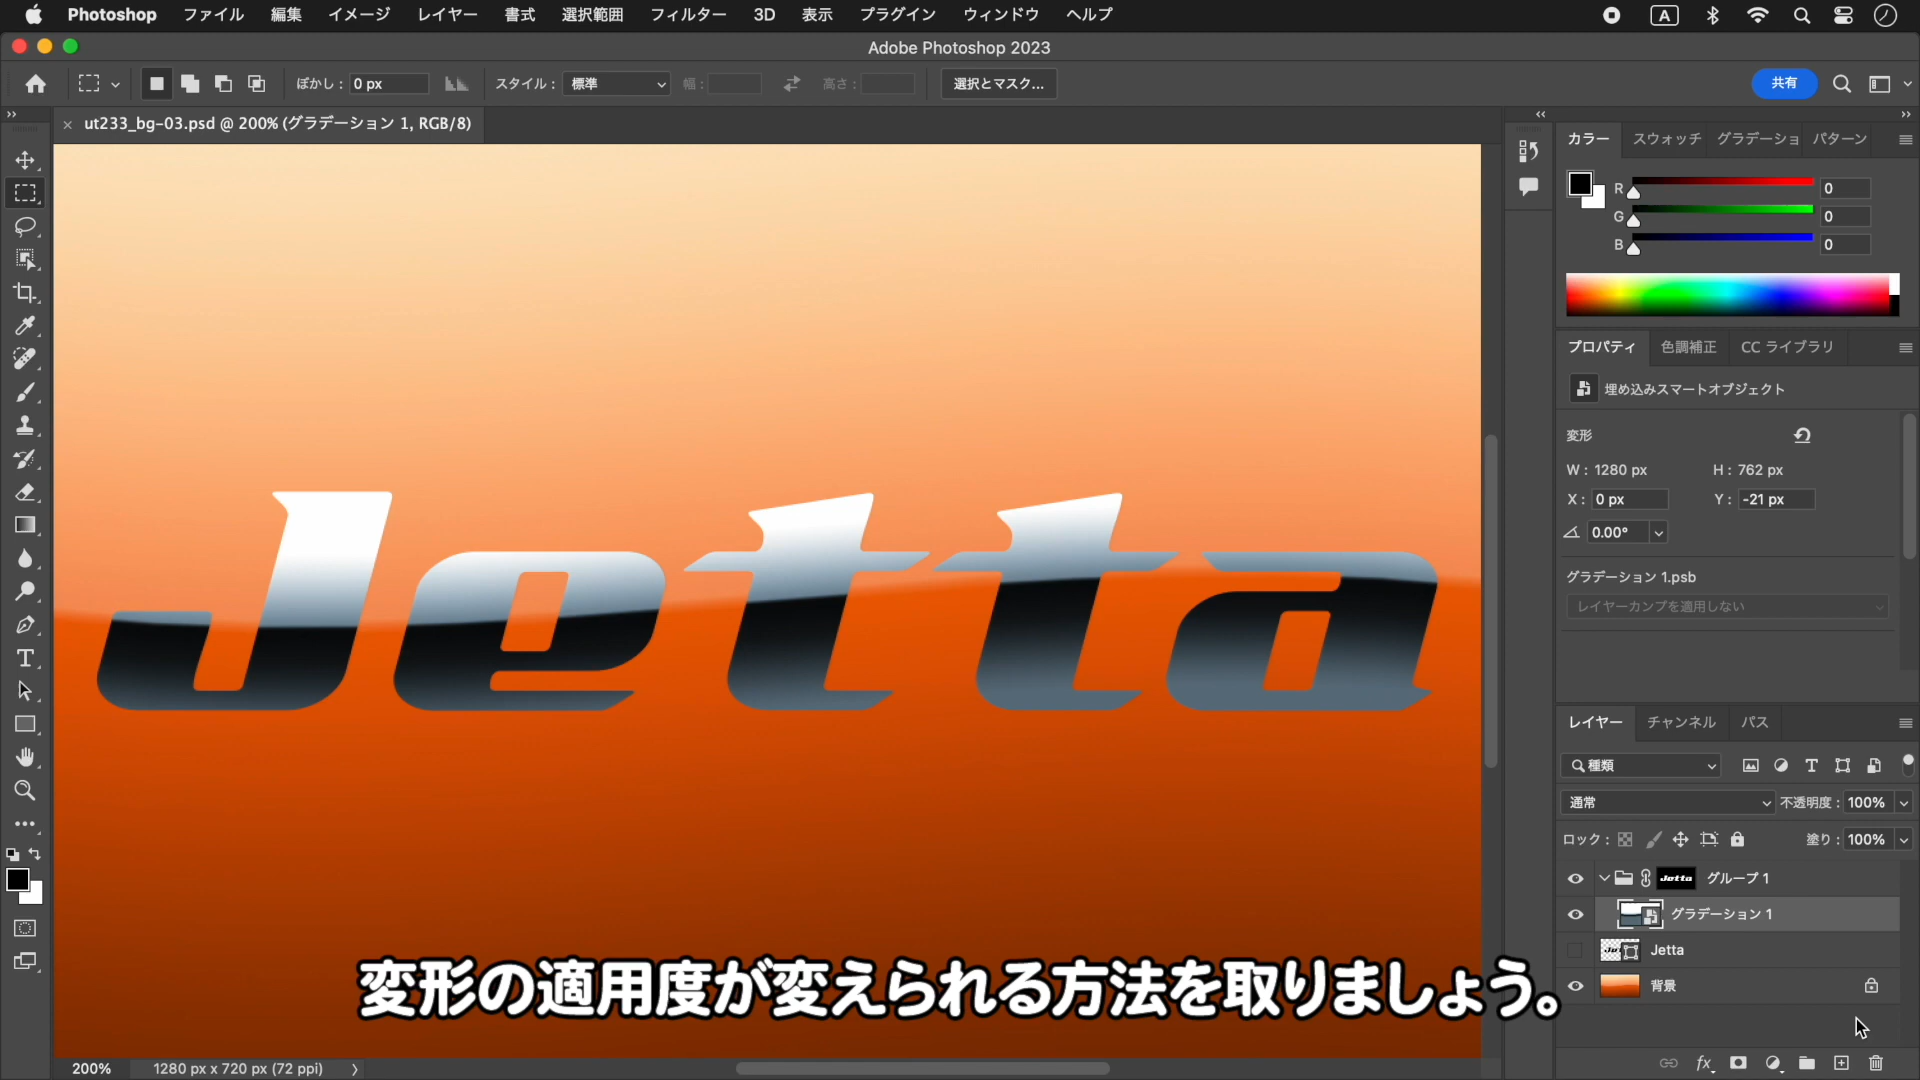 Photoshop ファイル 編集 イメージ レイヤー 書式 選択範囲 フィルター 3D 表示 プラグイン ウィンドウ ヘルプ A
Adobe Photoshop 2023
ぼかし : 0 px スタイル : 標準 幅 : 高さ : 選択とマスク... 共有
× ut233_bg-03.psd @ 200% (グラデーション 1, RGB/8)
カラー スウォッチ グラデーショ パターン
R 0
G 0
B 0
プロパティ 色調補正 CC ライブラリ
埋め込みスマートオブジェクト
変形
W : 1280 px H : 762 px
X : 0 px Y : -21 px
0.00°
グラデーション 1.psb
レイヤーカンプを適用しない
Jetta
レイヤー チャンネル パス
種類
通常 不透明度 : 100%
ロック : 塗り : 100%
Jetta グループ 1
グラデーション 1
Jetta
背景
変形の適用度が変えられる方法を取りましょう。
200% 1280 px x 720 px (72 ppi)
fx